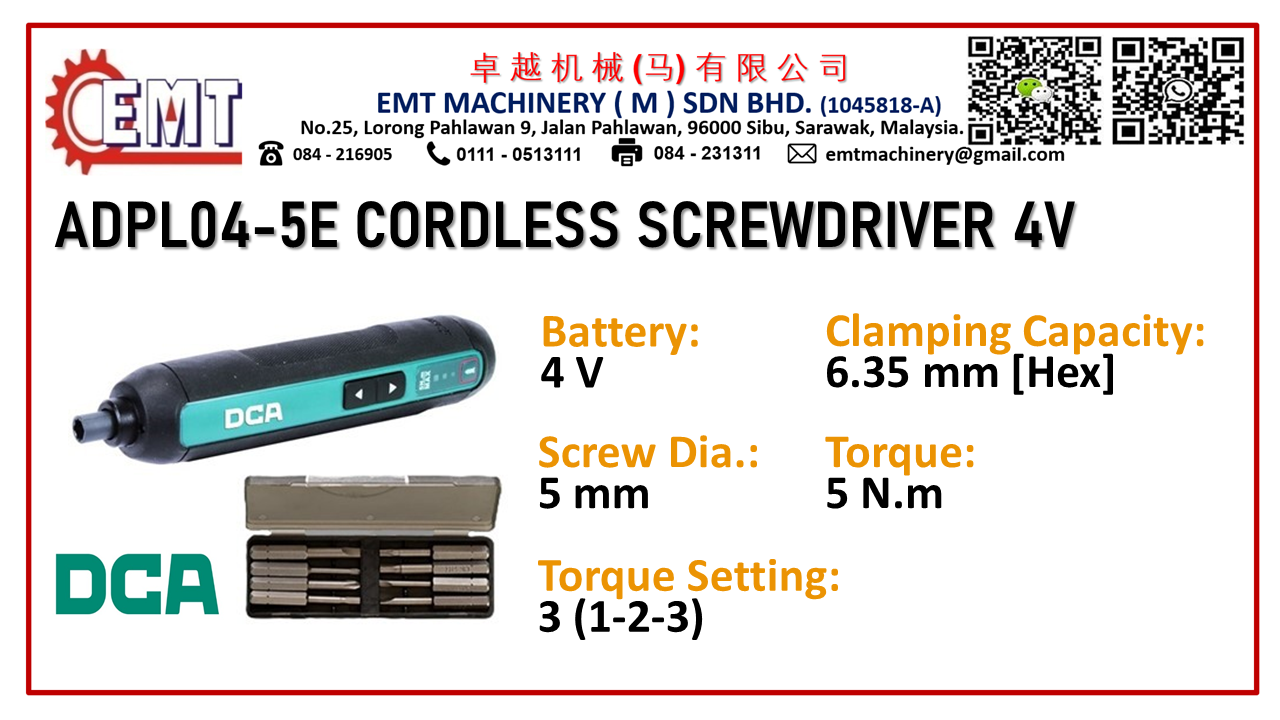 EMT
卓越机械(马)有限公司
EMT MACHINERY ( M ) SDN BHD. (1045818-A)
No.25, Lorong Pahlawan 9, Jalan Pahlawan, 96000 Sibu, Sarawak, Malaysia.
084 - 216905 0111 - 0513111 084 - 231311 emtmachinery@gmail.com
ADPL04-5E CORDLESS SCREWDRIVER 4V
Battery: Clamping Capacity:
4 V 6.35 mm [Hex]
DCA
Screw Dia.: Torque:
5 mm 5 N.m
DCA
Torque Setting:
3 (1-2-3)